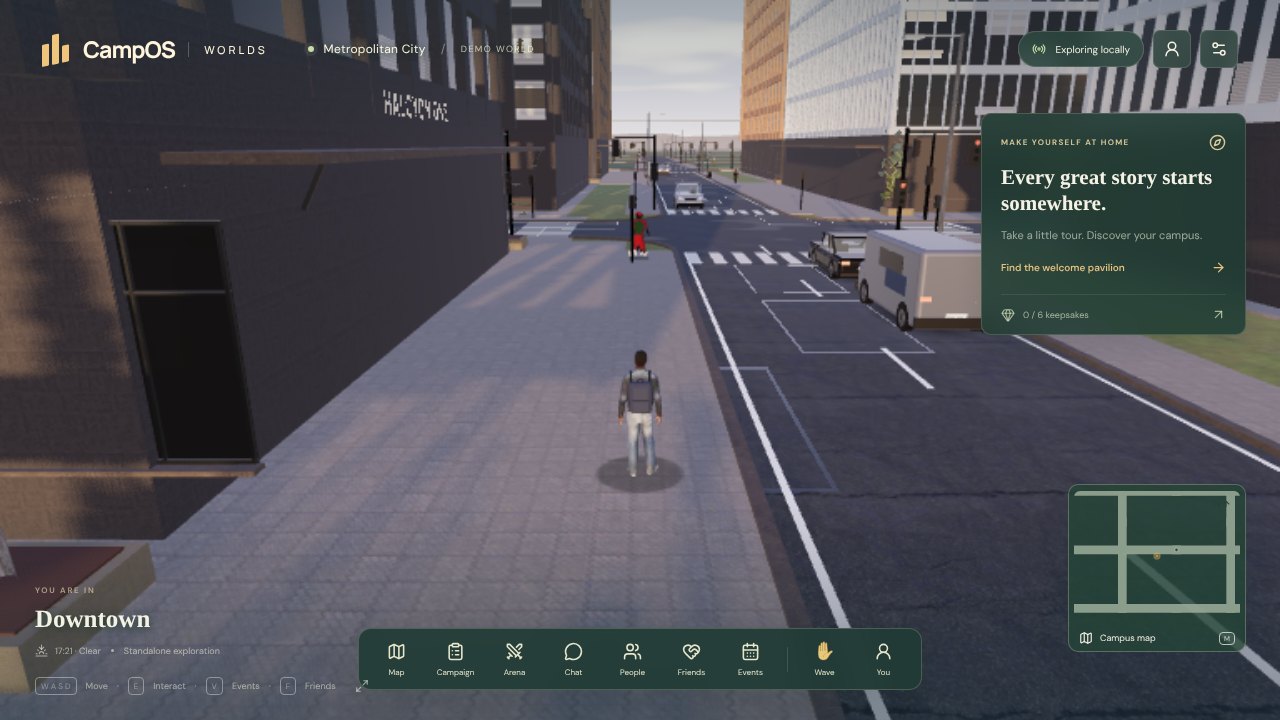 CampOS
WORLDS
Metropolitan City / DEMO WORLD
Exploring locally
MAKE YOURSELF AT HOME
Every great story starts
somewhere.
Take a little tour. Discover your campus.
Find the welcome pavilion
0 / 6 keepsakes
YOU ARE IN
Downtown
17:21 · Clear • Standalone exploration
WASD Move · E Interact · V Events · F Friends
Map
Campaign
Arena
Chat
People
Friends
Events
Wave
You
Campus map
M